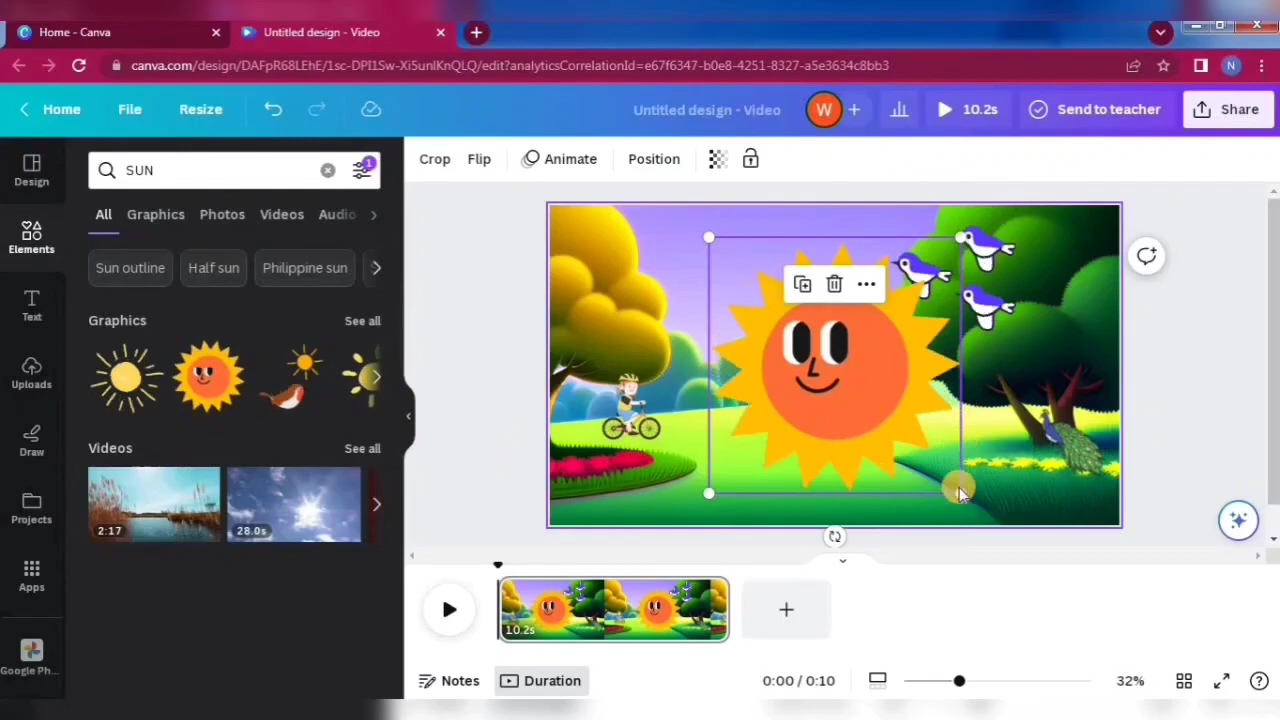 Home - Canva
Untitled design - Video
canva.com/design/DAFpR68LEhE/1sc-DPI1Sw-Xi5unlKnQLQ/edit?analyticsCorrelationId=e67f6347-b0e8-4251-8327-a5e3634c8bb3
N
Home
File
Resize
Untitled design - Video
W
10.2s
Send to teacher
Share
Design
SUN
1
Crop
Flip
Animate
Position
All
Graphics
Photos
Videos
Audio
Elements
Sun outline
Half sun
Philippine sun
Text
Graphics
See all
Uploads
Draw
Videos
See all
2:17
28.0s
Projects
Apps
10.2s
Google Ph...
Notes
Duration
0:00 / 0:10
32%